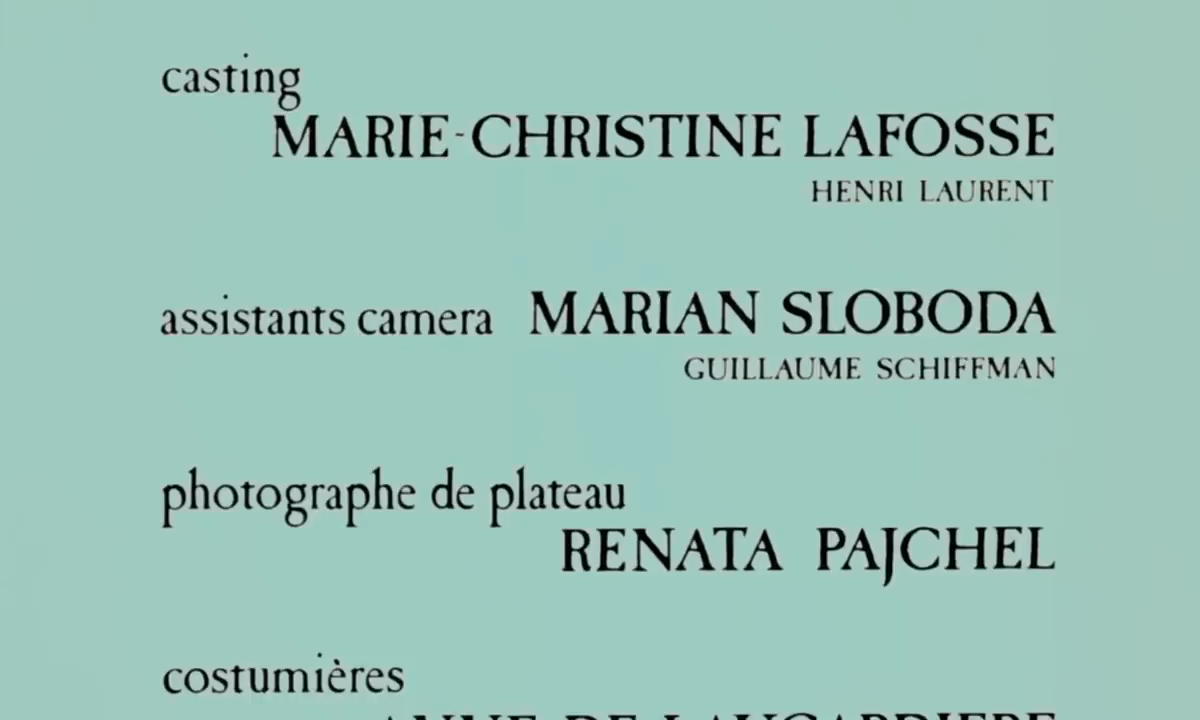 casting
MARIE-CHRISTINE LAFOSSE
HENRI LAURENT
assistants camera MARIAN SLOBODA
GUILLAUME SCHIFFMAN
photographe de plateau
RENATA PAJCHEL
costumières